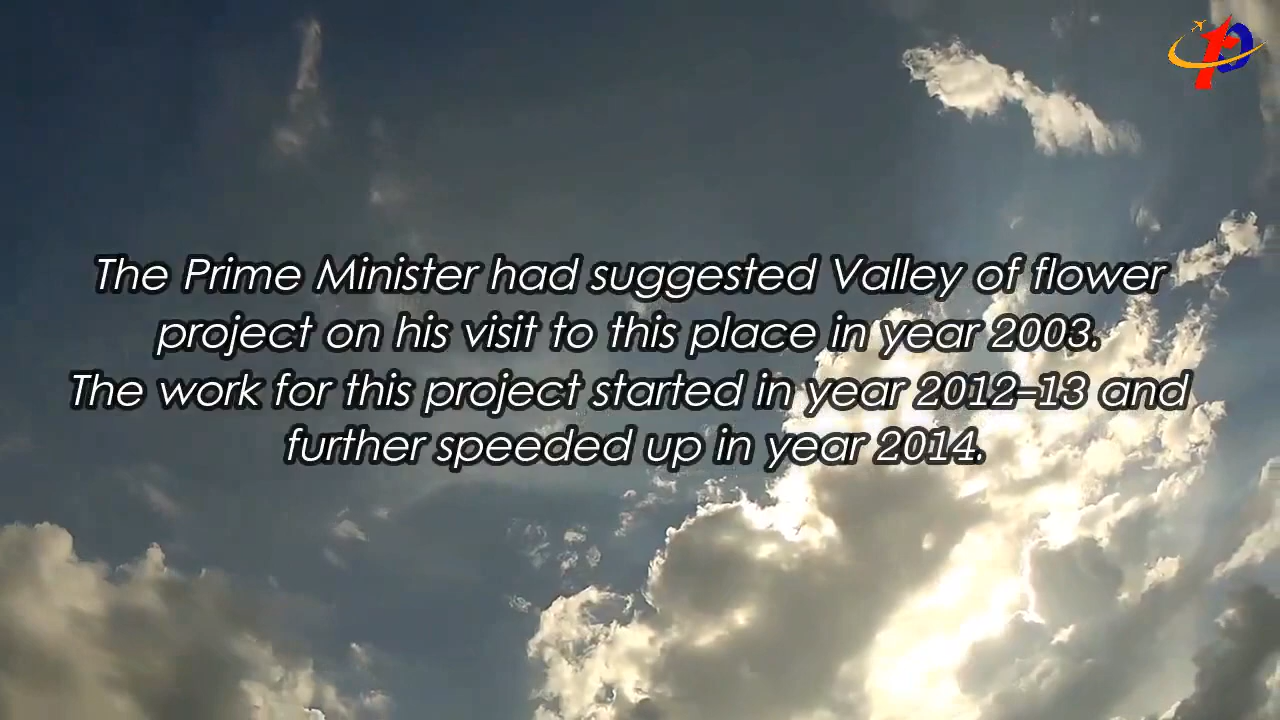 The Prime Minister had suggested Valley of flower
project on his visit to this place in year 2003.
The work for this project started in year 2012-13 and
further speeded up in year 2014.